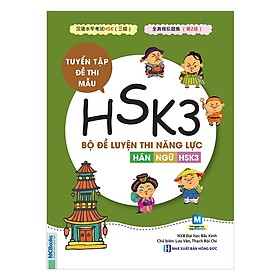 汉语水平考试HSK（三级） 全真模拟题集（第2版）
TUYỂN TẬP
ĐỀ THI
MẪU
HSK3
BỘ ĐỀ LUYỆN THI NĂNG LỰC
HÁN NGỮ HSK3
NXB Đại học Bắc Kinh
Chủ biên: Lưu Vân, Thạch Bội Chi
NHÀ XUẤT BẢN HỒNG ĐỨC
MCBooks